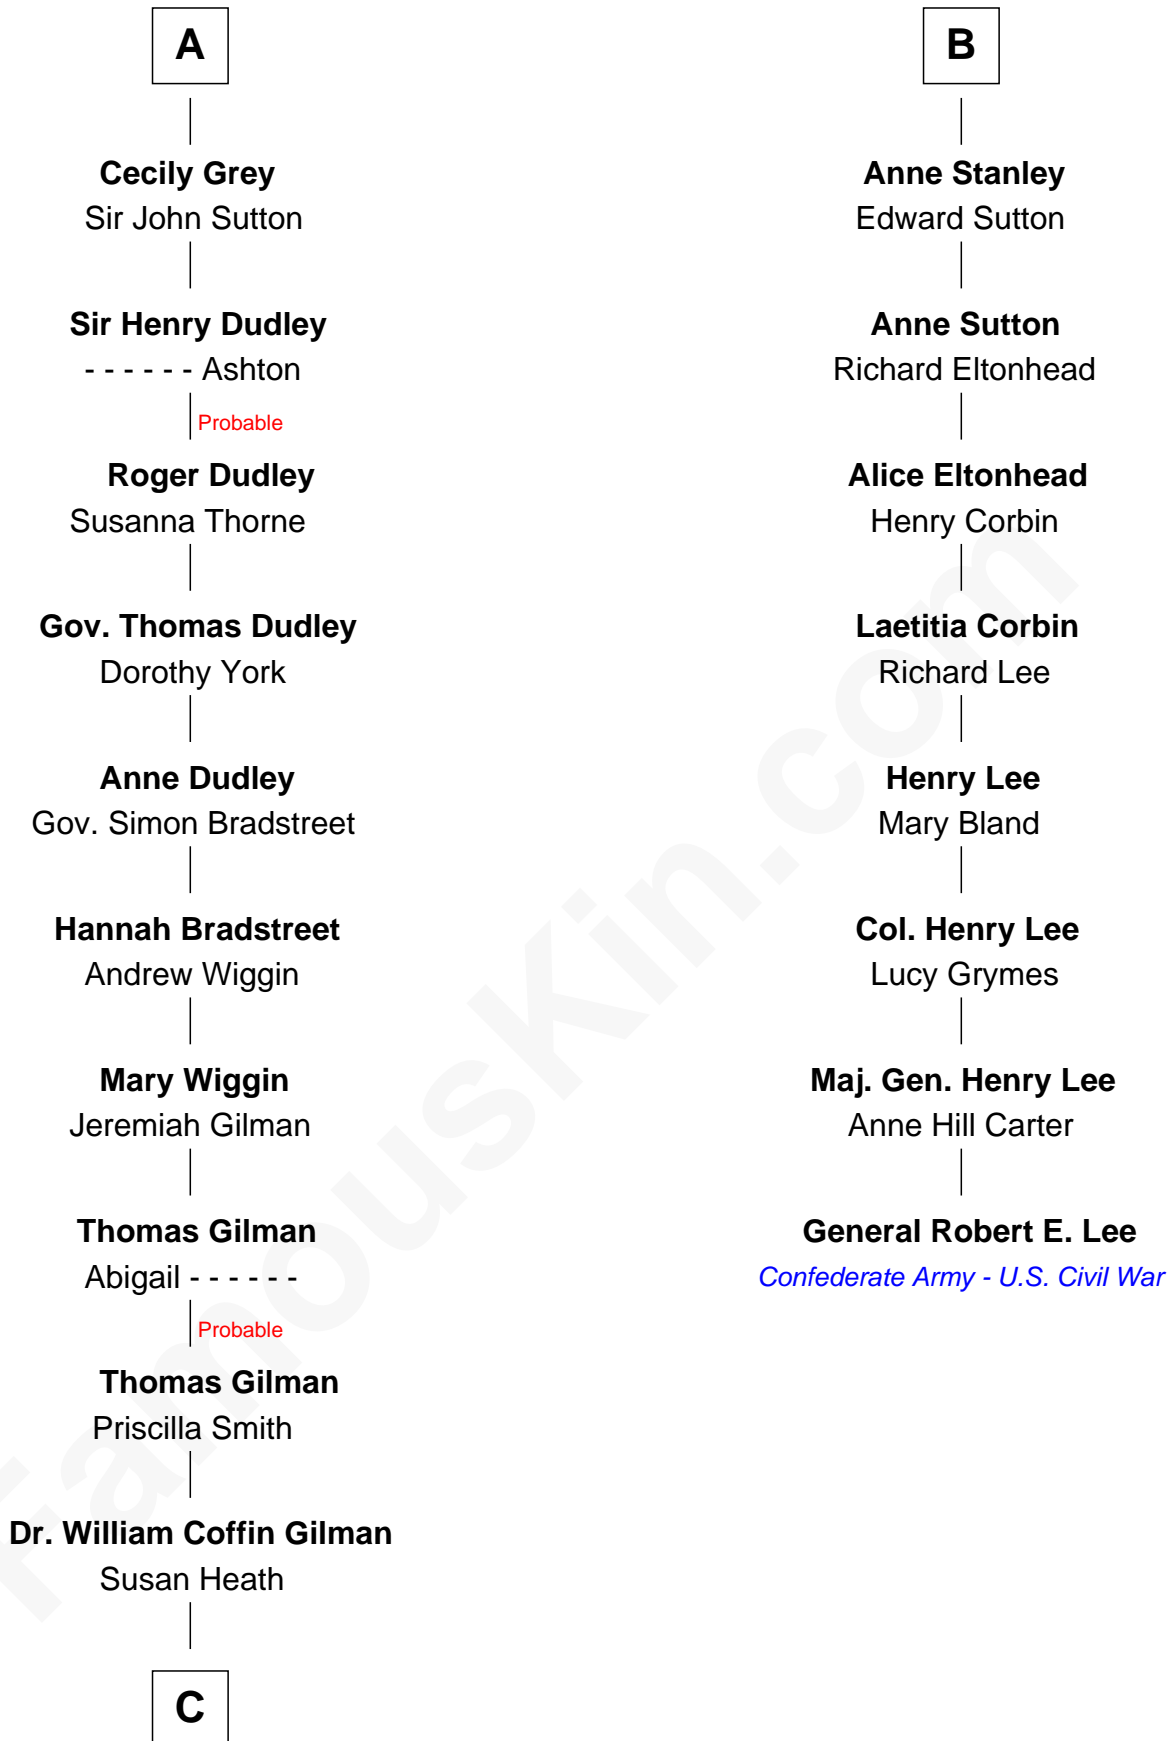 A
Cecily Grey
Sir John Sutton
Sir Henry Dudley
- - - - - - Ashton
Probable
Roger Dudley
Susanna Thorne
Gov. Thomas Dudley
Dorothy York
Anne Dudley
Gov. Simon Bradstreet
Hannah Bradstreet
Andrew Wiggin
Mary Wiggin
Jeremiah Gilman
Thomas Gilman
Abigail - - - - - -
Probable
Thomas Gilman
Priscilla Smith
Dr. William Coffin Gilman
Susan Heath
C
B
Anne Stanley
Edward Sutton
Anne Sutton
Richard Eltonhead
Alice Eltonhead
Henry Corbin
Laetitia Corbin
Richard Lee
Henry Lee
Mary Bland
Col. Henry Lee
Lucy Grymes
Maj. Gen. Henry Lee
Anne Hill Carter
General Robert E. Lee
Confederate Army - U.S. Civil War
FamousKin.com